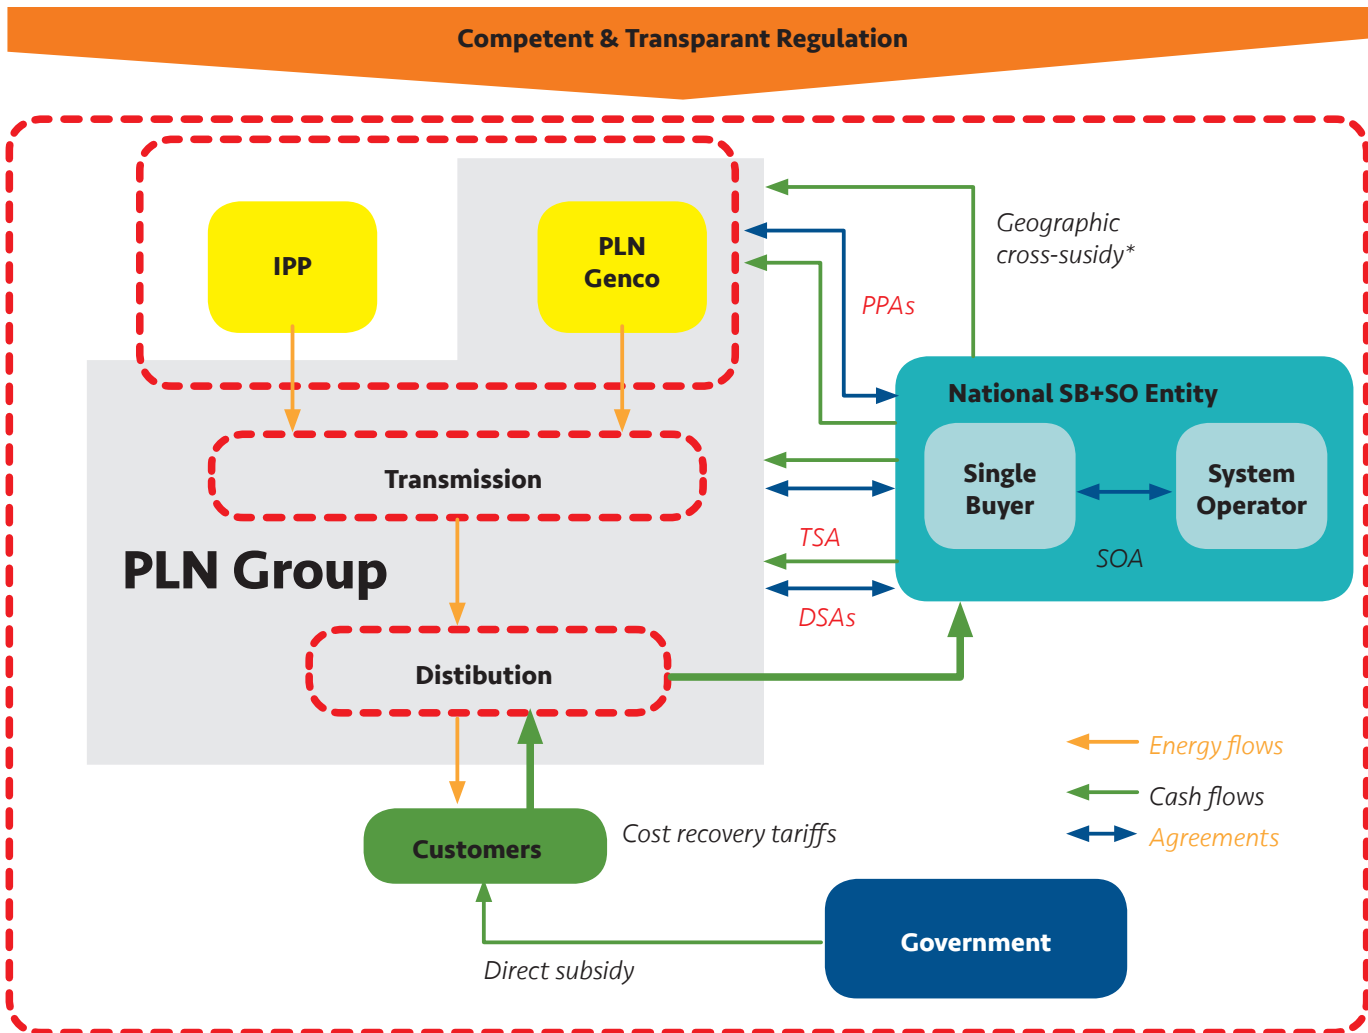 Competent & Transparant Regulation
IPP
PLN
Genco
Geographic
cross-susidy*
PPAs
National SB+SO Entity
Single
Buyer
System
Operator
SOA
Transmission
TSA
PLN Group
DSAs
Distibution
Energy flows
Cash flows
Agreements
Customers
Cost recovery tariffs
Government
Direct subsidy